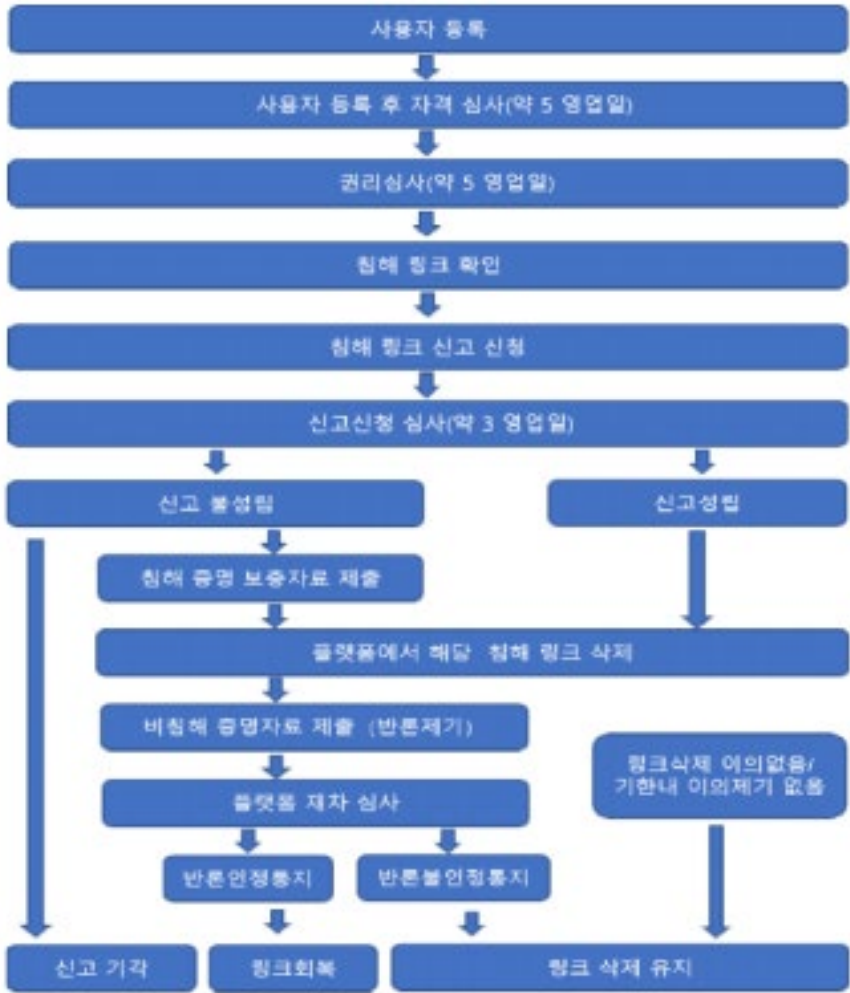 사용자 등록
사용자 등록 후 자격 심사(약 5 영업일)
권리심사(약 5 영업일)
침해 링크 확인
침해 링크 신고 신청
신고신청 심사(약 3 영업일)
신고 불성립
신고성립
침해 증명 보충자료 제출
플랫폼에서 해당 침해 링크 삭제
비침해 증명자료 제출 (반론제기)
링크삭제 이의없음/
기한내 이의제기 없음
플랫폼 재차 심사
반론인정통지
반론불인정통지
신고 기각
링크회복
링크 삭제 유지